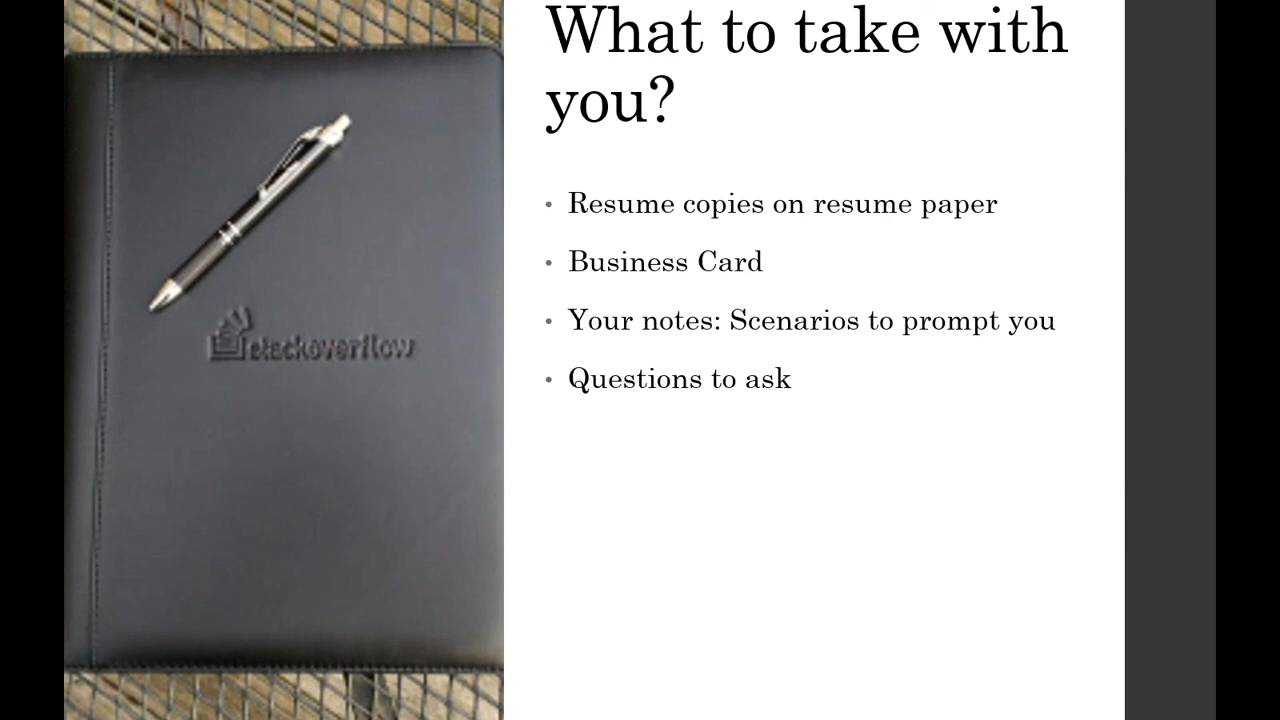 What to take with
you?
Resume copies on resume paper
Business Card
Your notes: Scenarios to prompt you
Questions to ask
stackoverflow